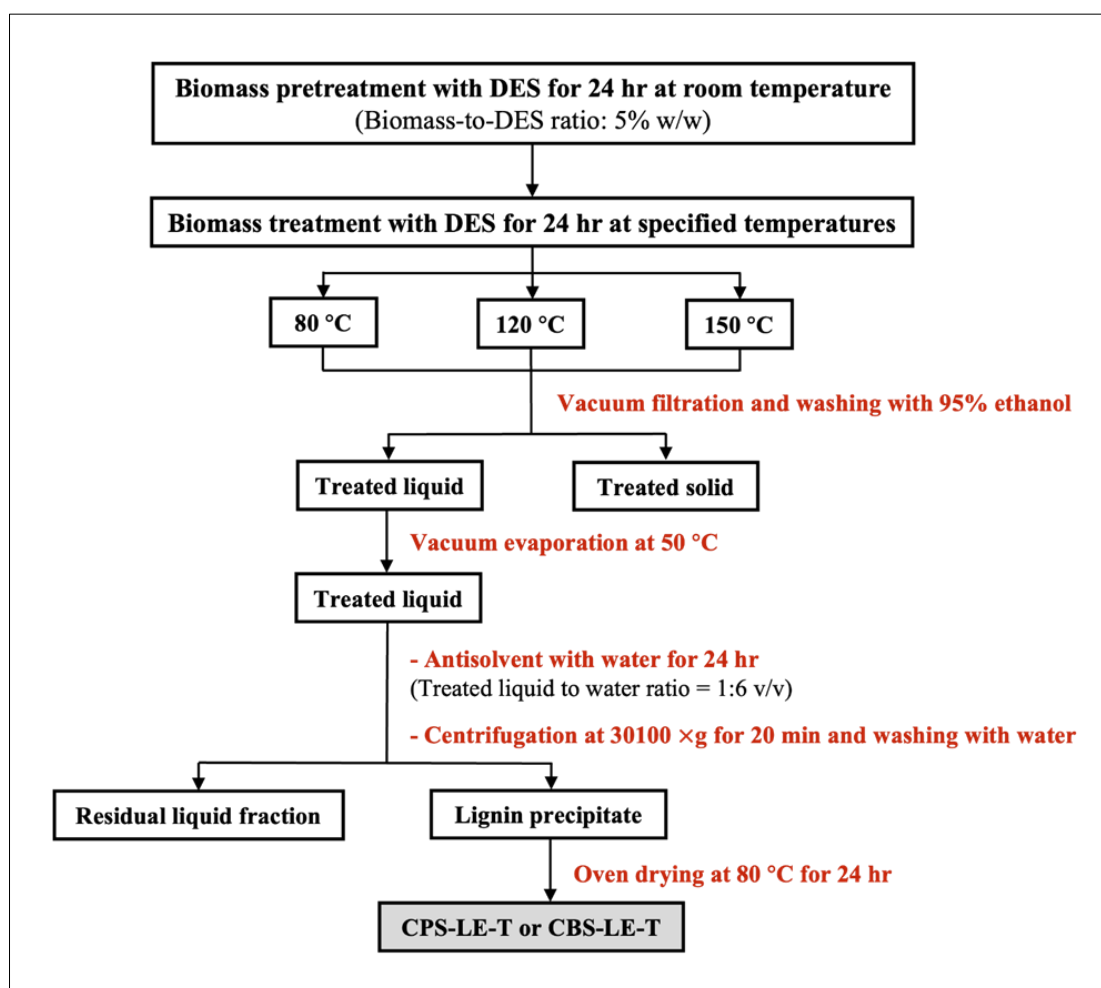 Biomass pretreatment with DES for 24 hr at room temperature
(Biomass-to-DES ratio: 5% w/w)
Biomass treatment with DES for 24 hr at specified temperatures
80 °C
120 °C
150 °C
Vacuum filtration and washing with 95% ethanol
Treated liquid
Treated solid
Vacuum evaporation at 50 °C
Treated liquid
- Antisolvent with water for 24 hr
(Treated liquid to water ratio = 1:6 v/v)
- Centrifugation at 30100 ×g for 20 min and washing with water
Residual liquid fraction
Lignin precipitate
Oven drying at 80 °C for 24 hr
CPS-LE-T or CBS-LE-T